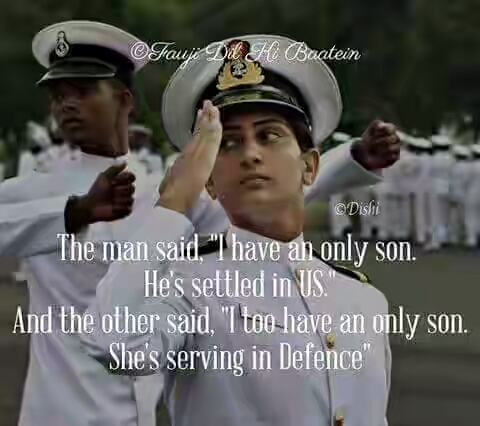 ©Fauji Dil Ki Baatein
©Dishi
The man said, "I have an only son.
He's settled in US."
And the other said, "I too have an only son.
She's serving in Defence"